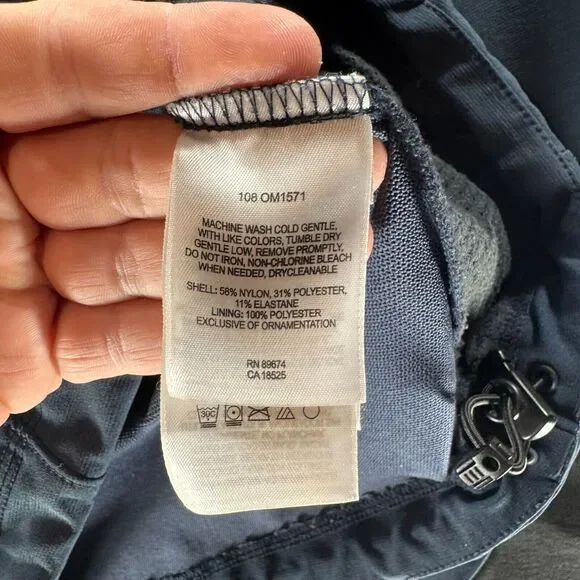 108 OM1571
MACHINE WASH COLD GENTLE,
WITH LIKE COLORS, TUMBLE DRY
GENTLE LOW, REMOVE PROMPTLY,
DO NOT IRON, NON-CHLORINE BLEACH
WHEN NEEDED, DRYCLEANABLE
SHELL: 58% NYLON, 31% POLYESTER,
11% ELASTANE
LINING: 100% POLYESTER
EXCLUSIVE OF ORNAMENTATION
RN 89674
CA 18525
30C